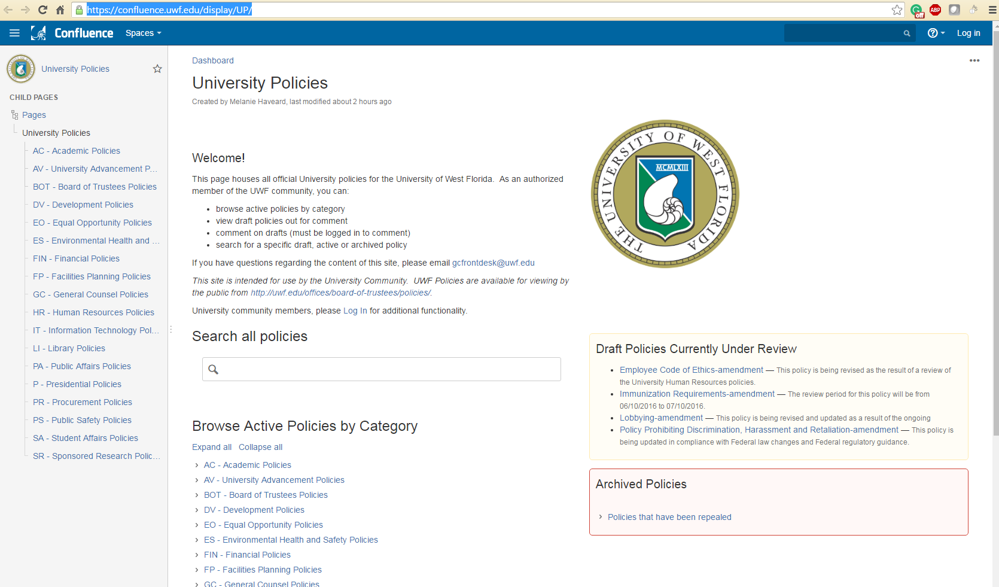 https://confluence.uwf.edu/display/UP/
ABP
off
Confluence
Spaces
Log in
University Policies
CHILD PAGES
Pages
University Policies
AC - Academic Policies
AV - University Advancement P...
BOT - Board of Trustees Policies
DV - Development Policies
EO - Equal Opportunity Policies
ES - Environmental Health and ...
FIN - Financial Policies
FP - Facilities Planning Policies
GC - General Counsel Policies
HR - Human Resources Policies
IT - Information Technology Pol...
LI - Library Policies
PA - Public Affairs Policies
P - Presidential Policies
PR - Procurement Policies
PS - Public Safety Policies
SA - Student Affairs Policies
SR - Sponsored Research Polic...
Dashboard
University Policies
Created by Melanie Haveard, last modified about 2 hours ago
Welcome!
This page houses all official University policies for the University of West Florida.  As an authorized
member of the UWF community, you can:
• browse active policies by category
• view draft policies out for comment
• comment on drafts (must be logged in to comment)
• search for a specific draft, active or archived policy
If you have questions regarding the content of this site, please email gcfrontdesk@uwf.edu
This site is intended for use by the University Community.  UWF Policies are available for viewing by
the public from http://uwf.edu/offices/board-of-trustees/policies/.
University community members, please Log In for additional functionality.
THE UNIVERSITY OF WEST FLORIDA
MCMLXIII
Search all policies
Browse Active Policies by Category
Expand all   Collapse all
AC - Academic Policies
AV - University Advancement Policies
BOT - Board of Trustees Policies
DV - Development Policies
EO - Equal Opportunity Policies
ES - Environmental Health and Safety Policies
FIN - Financial Policies
FP - Facilities Planning Policies
GC - General Counsel Policies
Draft Policies Currently Under Review
• Employee Code of Ethics-amendment — This policy is being revised as the result of a review of
the University Human Resources policies.
• Immunization Requirements-amendment — The review period for this policy will be from
06/10/2016 to 07/10/2016.
• Lobbying-amendment — This policy is being revised and updated as a result of the ongoing
• Policy Prohibiting Discrimination, Harassment and Retaliation-amendment — This policy is
being updated in compliance with Federal law changes and Federal regulatory guidance.
Archived Policies
Policies that have been repealed